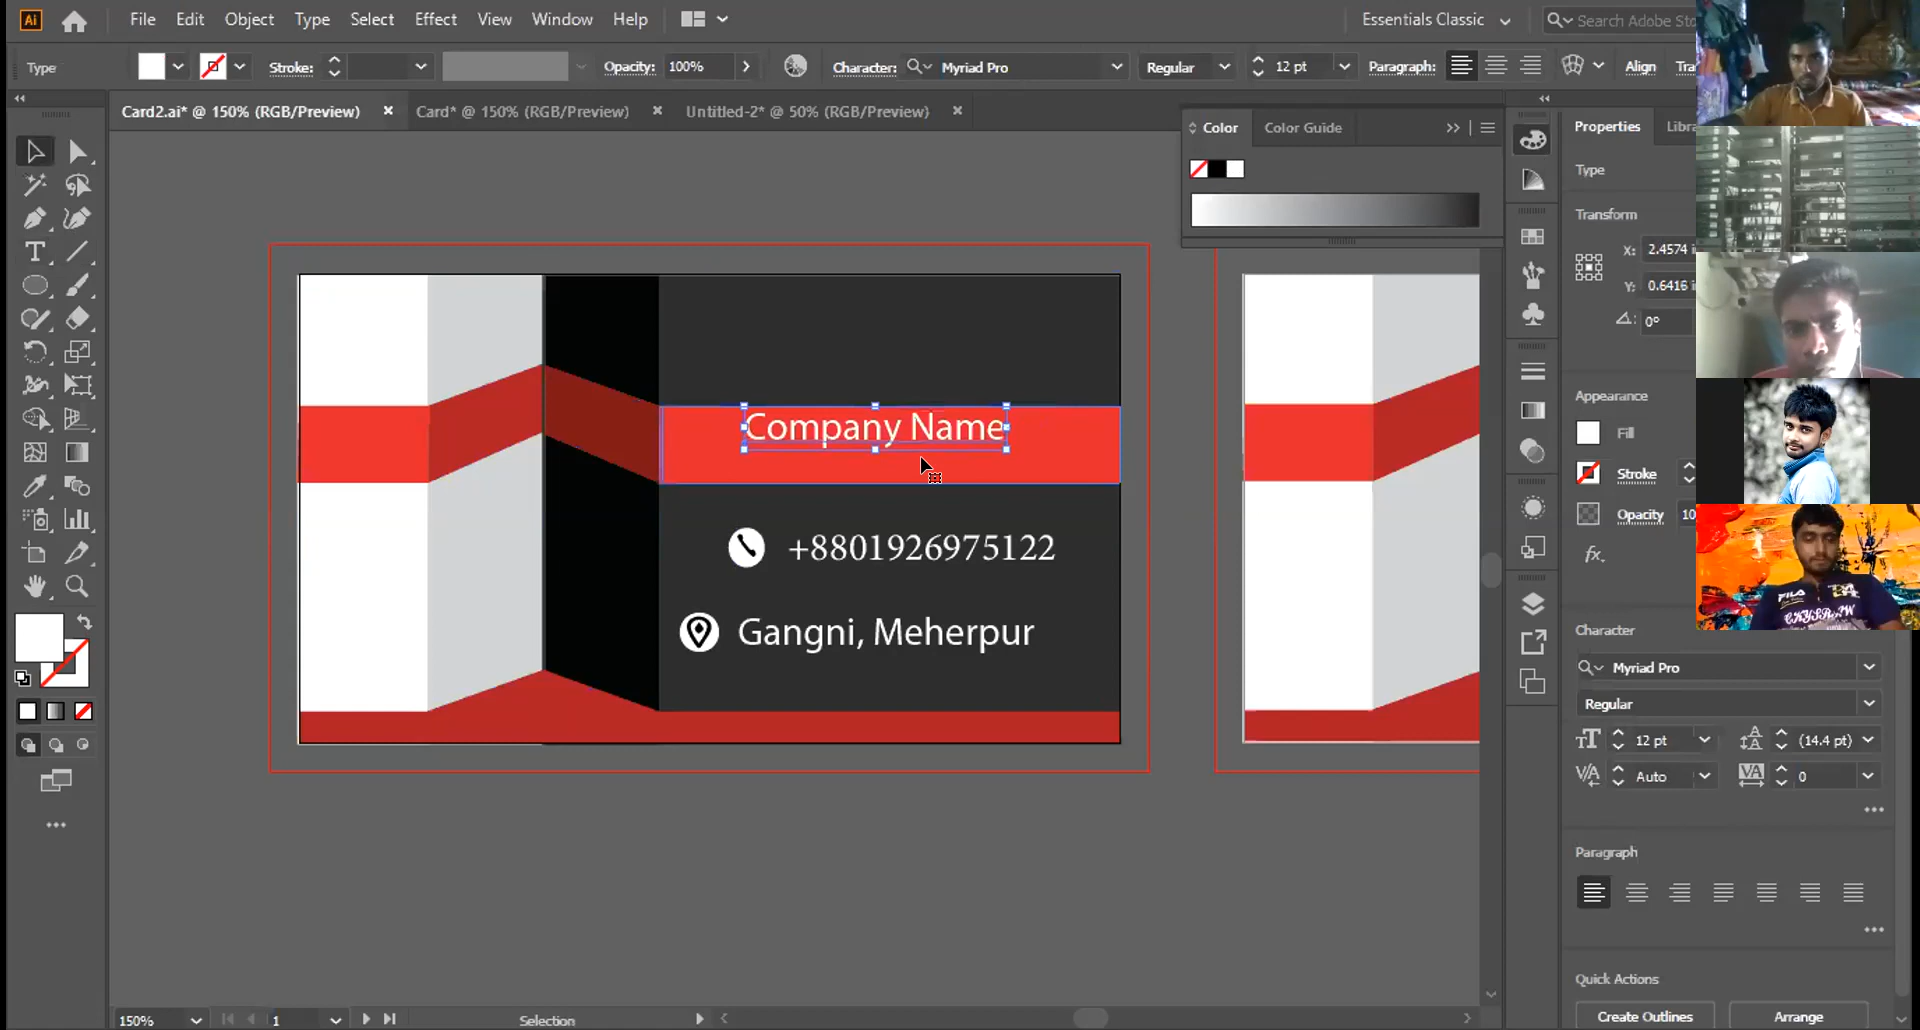 Ai File Edit Object Type Select Effect View Window Help Essentials Classic Search Adobe Sto
Type Stroke: Opacity: 100% Character: Myriad Pro Regular 12 pt Paragraph: Align Tra
Card2.ai* @ 150% (RGB/Preview) Card* @ 150% (RGB/Preview) Untitled-2* @ 50% (RGB/Preview)
Color Color Guide
Properties Libra
Type
Transform
X: 2.4574 i
Y: 0.6416 i
0°
Appearance
Fill
Stroke
Opacity 10
fx.
Company Name
+8801926975122
Gangni, Meherpur
FILA
Character
Myriad Pro
Regular
12 pt (14.4 pt)
Auto 0
Paragraph
Quick Actions
Create Outlines Arrange
150% 1 Selection